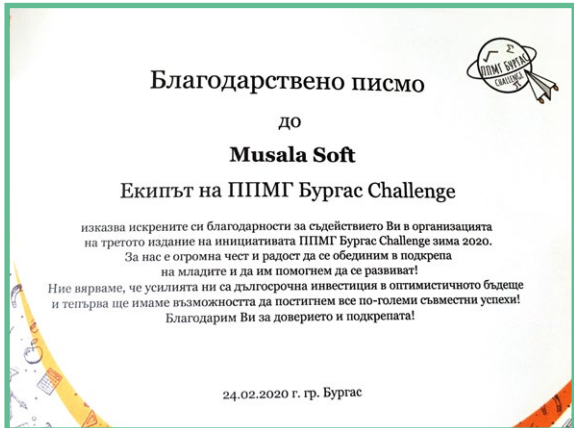 √ Σ
ППМГ БУРГАС
CHALLENGE
π
Благодарствено писмо
до
Musala Soft
Екипът на ППМГ Бургас Challenge
изказва искрените си благодарности за съдействието Ви в организацията
на третото издание на инициативата ППМГ Бургас Challenge зима 2020.
За нас е огромна чест и радост да се обединим в подкрепа
на младите и да им помогнем да се развиват!
Ние вярваме, че усилията ни са дългосрочна инвестиция в оптимистичното бъдеще
и тепърва ще имаме възможността да постигнем все по-големи съвместни успехи!
Благодарим Ви за доверието и подкрепата!
24.02.2020 г. гр. Бургас